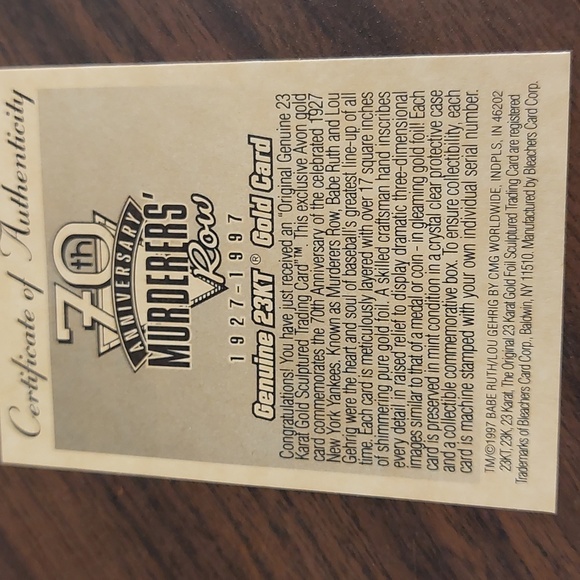 Certificate of Authenticity
70th
ANNIVERSARY
MURDERERS'
Row
1927-1997
Genuine 23KT® Gold Card
Congratulations! You have just received an "Original Genuine 23
Karat Gold Sculptured Trading Card"™. This exclusive Avon gold
card commemorates the 70th Anniversary of the celebrated 1927
New York Yankees. Known as Murderers Row, Babe Ruth and Lou
Gehrig were the heart and soul of baseball's greatest line-up of all
time. Each card is meticulously layered with over 17 square inches
of shimmering pure gold foil. A skilled craftsman hand inscribes
every detail in raised relief to display dramatic three-dimensional
images similar to that of a medal or coin - in gleaming gold foil! Each
card is preserved in mint condition in a crystal clear protective case
and a collectible commemorative box. To ensure collectibility, each
card is machine stamped with your own individual serial number.
TM/©1997 BABE RUTH/LOU GEHRIG BY CMG WORLDWIDE, INDPLS, IN 46202
23KT,23K, 23 Karat, The Original 23 Karat Gold Foil Sculptured Trading Card are registered
Trademarks of Bleachers Card Corp., Baldwin, NY 11510. Manufactured by Bleachers Card Corp.